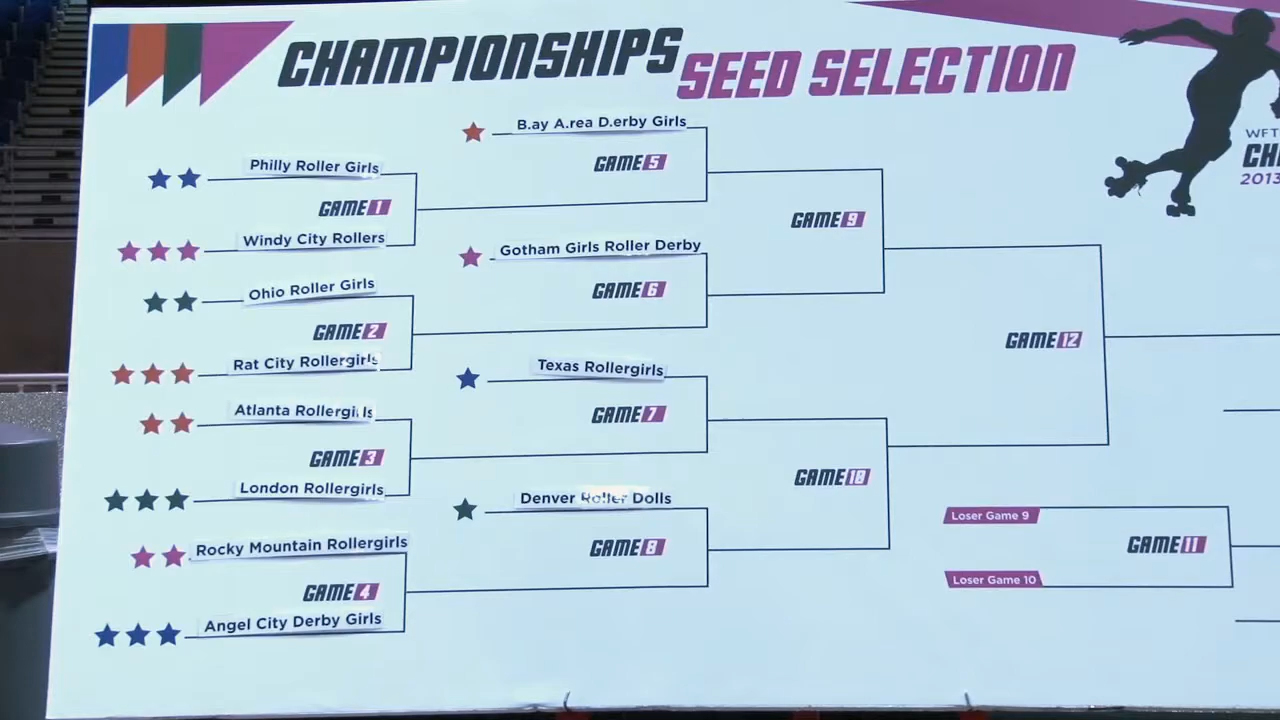 CHAMPIONSHIPS
SEED SELECTION
B.ay A.rea D.erby Girls
GAME 5
Philly Roller Girls
GAME 1
Windy City Rollers
Gotham Girls Roller Derby
GAME 6
Ohio Roller Girls
GAME 2
Rat City Rollergirls
Texas Rollergirls
GAME 7
Atlanta Rollergirls
GAME 3
London Rollergirls
Denver Roller Dolls
GAME 8
Rocky Mountain Rollergirls
GAME 4
Angel City Derby Girls
GAME 9
GAME 10
GAME 12
Loser Game 9
GAME 11
Loser Game 10
WFT
CH
2013